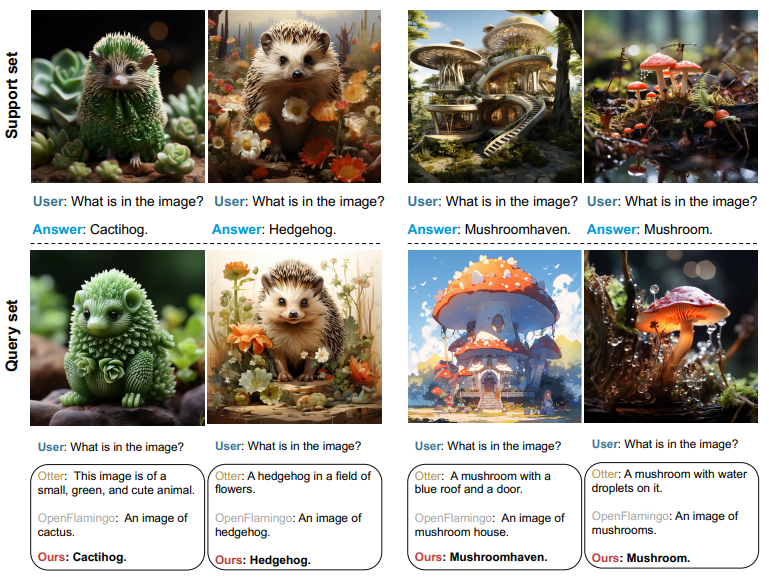 Support set
User: What is in the image?
Answer: Cactihog.
User: What is in the image?
Answer: Hedgehog.
User: What is in the image?
Answer: Mushroomhaven.
User: What is in the image?
Answer: Mushroom.
Query set
User: What is in the image?
Otter: This image is of a
small, green, and cute animal.
OpenFlamingo: An image of
cactus.
Ours: Cactihog.
User: What is in the image?
Otter: A hedgehog in a field of
flowers.
OpenFlamingo: An image of
hedgehog.
Ours: Hedgehog.
User: What is in the image?
Otter: A mushroom with a
blue roof and a door.
OpenFlamingo: An image of
mushroom house.
Ours: Mushroomhaven.
User: What is in the image?
Otter: A mushroom with water
droplets on it.
OpenFlamingo: An image of
mushrooms.
Ours: Mushroom.